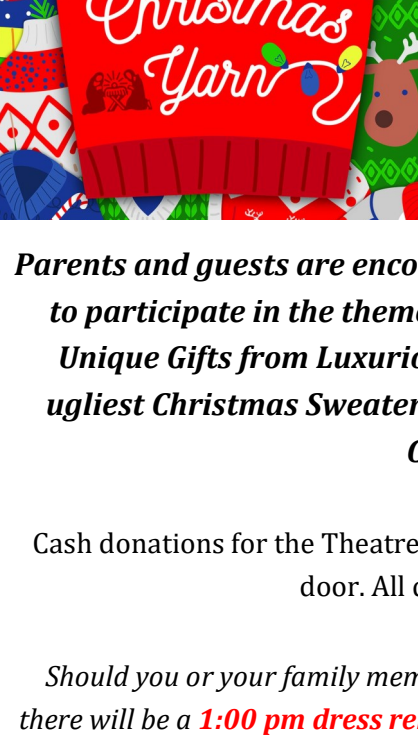 Christmas
Yarn
Parents and guests are enco
to participate in the theme
Unique Gifts from Luxurio
ugliest Christmas Sweater
Cash donations for the Theatre
door. All
Should you or your family mem
there will be a 1:00 pm dress re